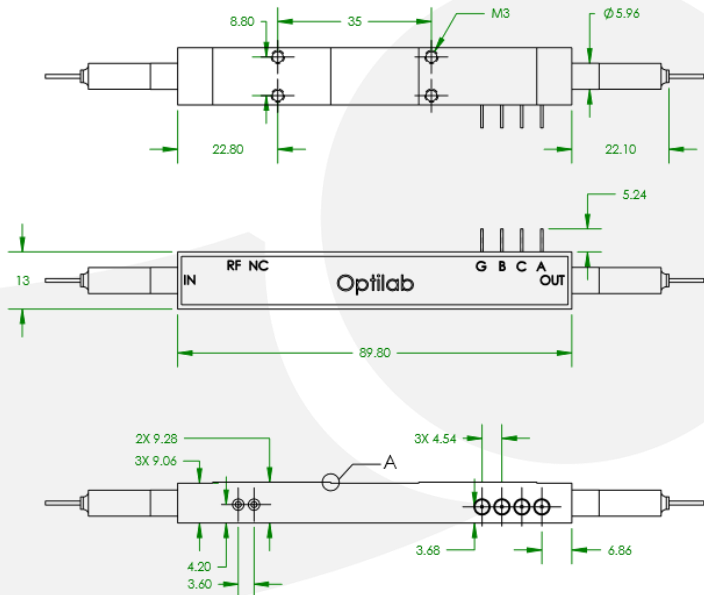 8.80
35
M3
Ø5.96
22.80
22.10
5.24
13
RF NC
G B C A
IN
Optilab
OUT
89.80
2X 9.28
3X 4.54
3X 9.06
A
4.20
3.68
6.86
3.60